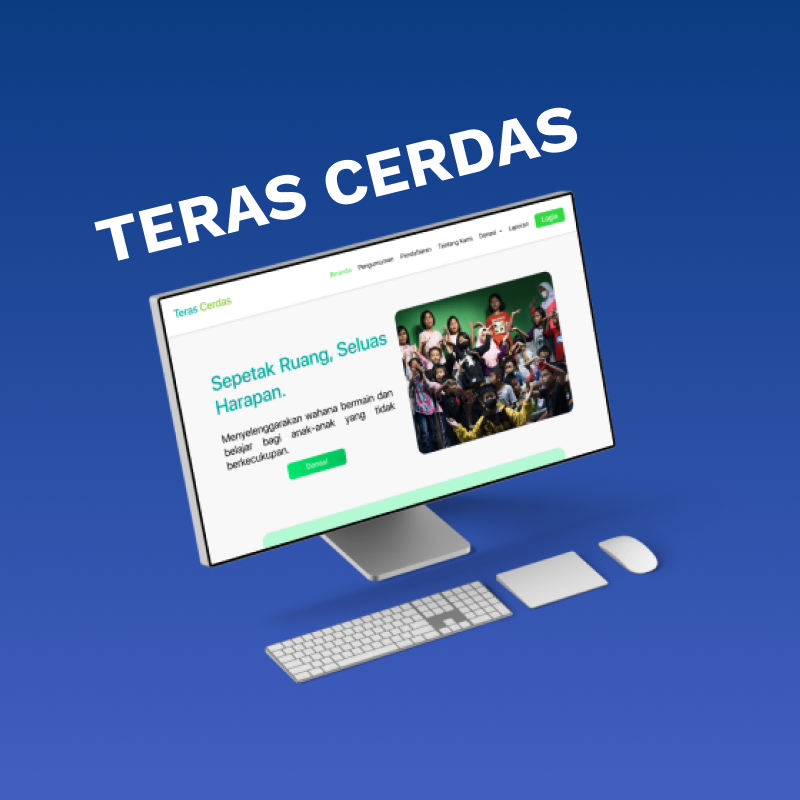 TERAS CERDAS
Teras Cerdas
Beranda Pengumuman Pendaftaran Tentang Kami Donasi Laporan Login
Sepetak Ruang, Seluas
Harapan.
Menyelenggarakan wahana bermain dan
belajar bagi anak-anak yang tidak
berkecukupan.
Donasi